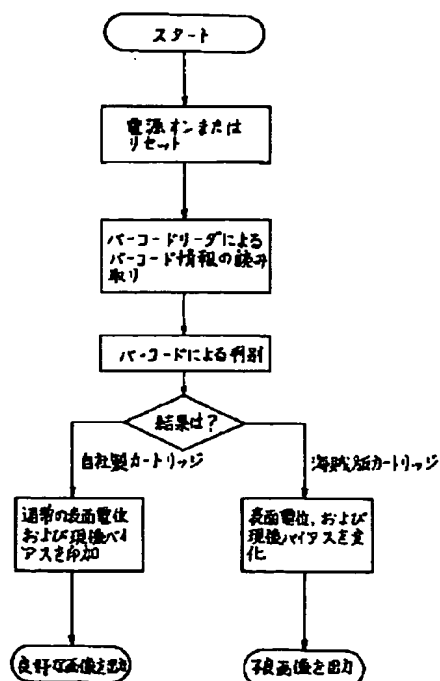 スタート
電源オンまたは
リセット
バーコードリーダによる
バーコード情報の読み
取り
バーコードによる判別
結果は?
自社製カートリッジ
海賊版カートリッジ
通常の表面電位
および現像バイ
アスを印加
表面電位,および
現像バイアスを変
化
良好な画像を出力
不良画像を出力